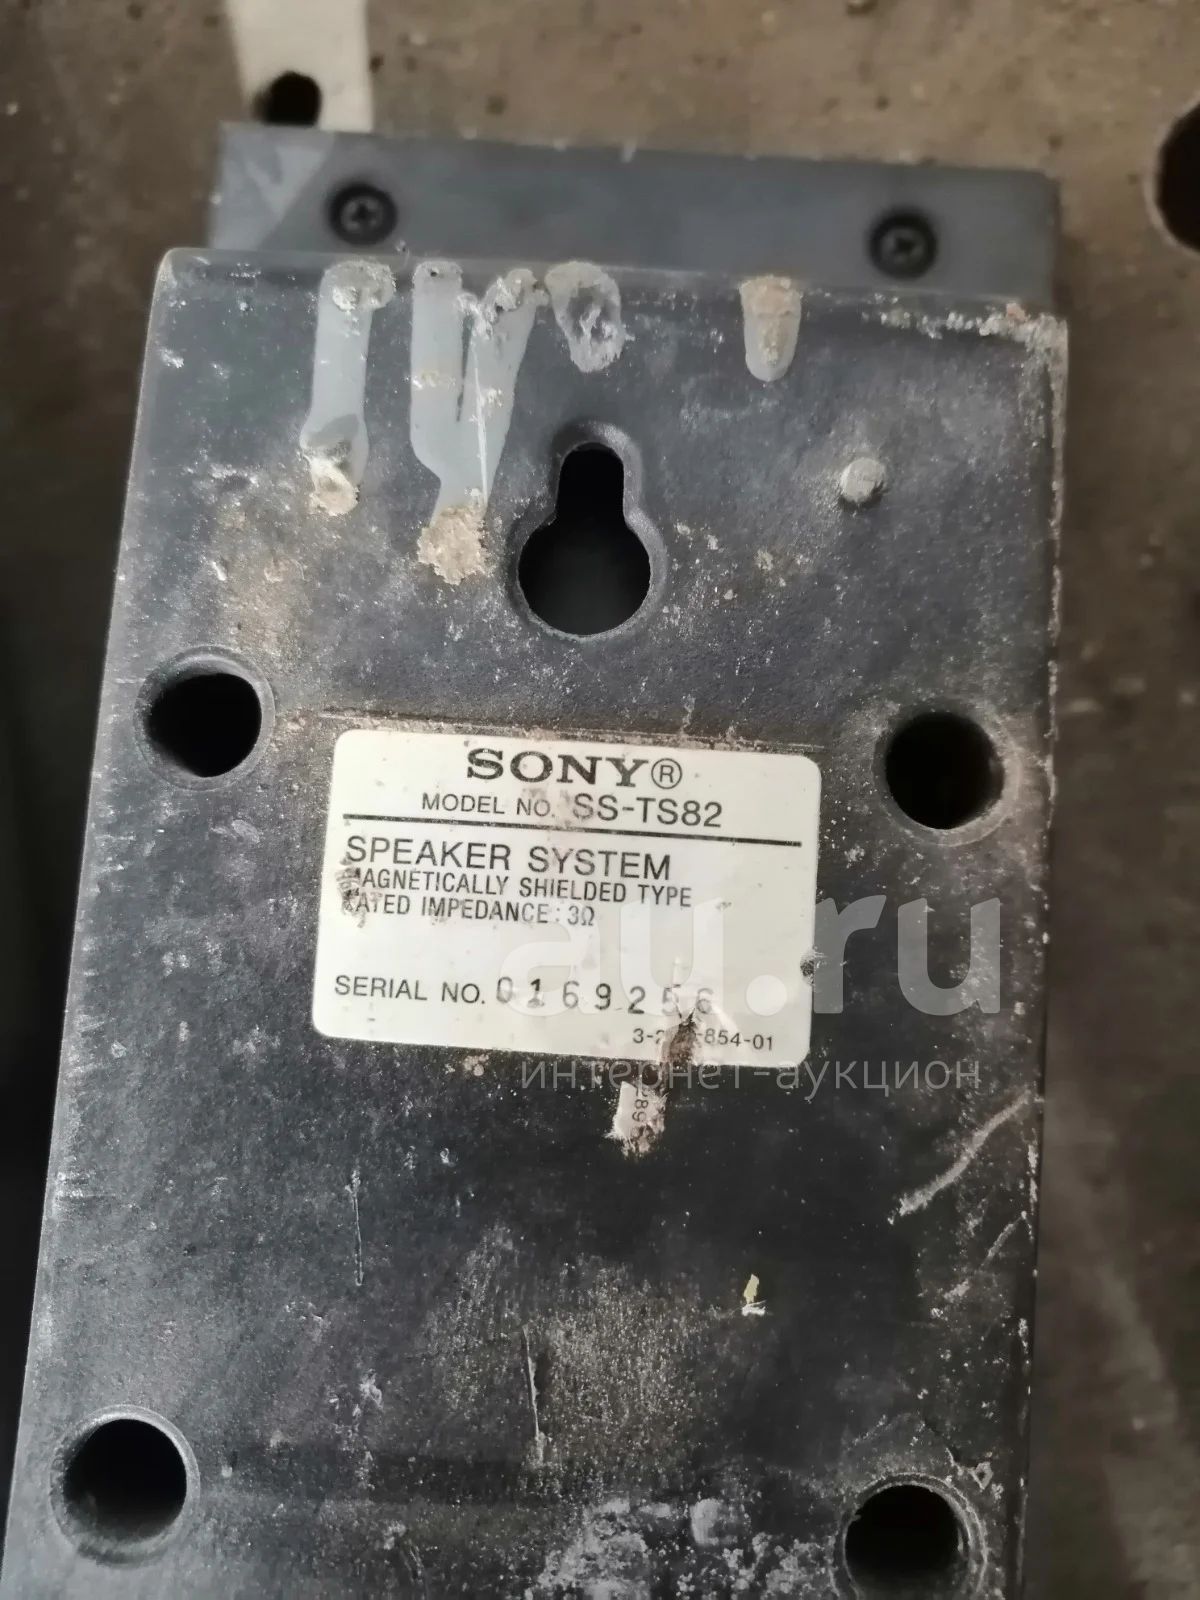 SONY®
MODEL NO. SS-TS82
SPEAKER SYSTEM
MAGNETICALLY SHIELDED TYPE
RATED IMPEDANCE: 3Ω
SERIAL NO. 0169256
-854-01
au.ru
интернет-аукцион